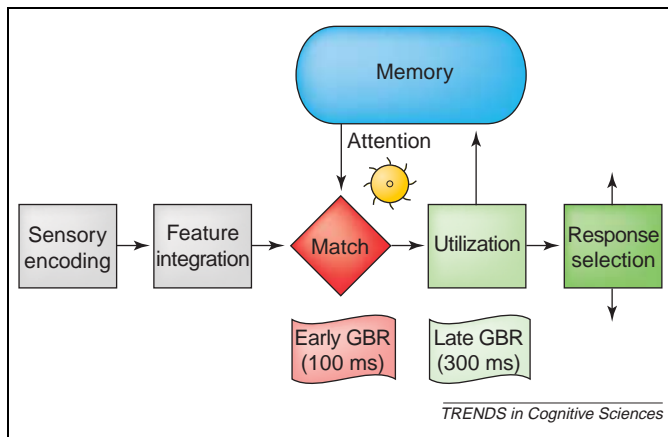 Memory
Attention
Sensory
encoding
Feature
integration
Match
Utilization
Response
selection
Early GBR
(100 ms)
Late GBR
(300 ms)
TRENDS in Cognitive Sciences